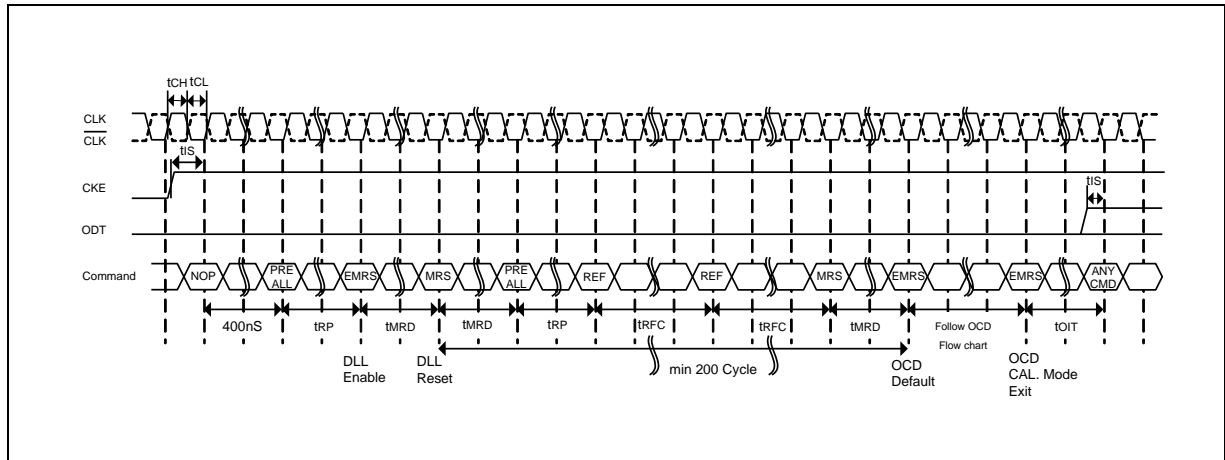 tCH tCL
CLK
CLK
tIS
CKE
tIS
ODT
Command
NOP
PRE
ALL
EMRS
MRS
PRE
ALL
REF
REF
MRS
EMRS
EMRS
ANY
CMD
400nS
tRP
tMRD
tMRD
tRP
tRFC
tRFC
tMRD
Follow OCD
Flow chart
tOIT
DLL
Enable
DLL
Reset
min 200 Cycle
OCD
Default
OCD
CAL. Mode
Exit